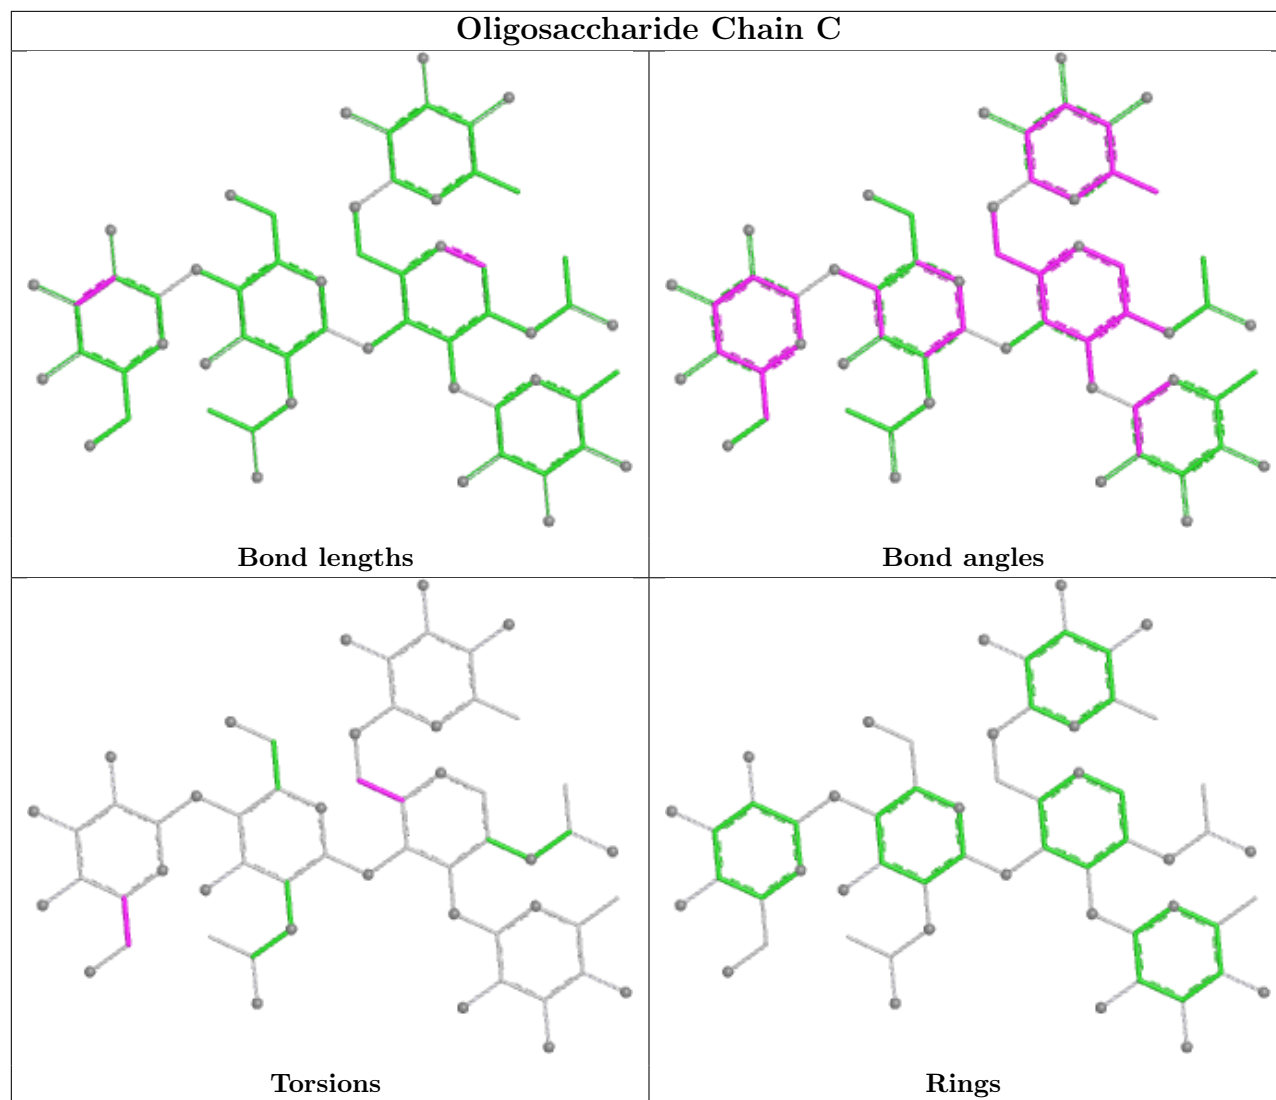 Oligosaccharide Chain C
Bond lengths
Bond angles
Torsions
Rings